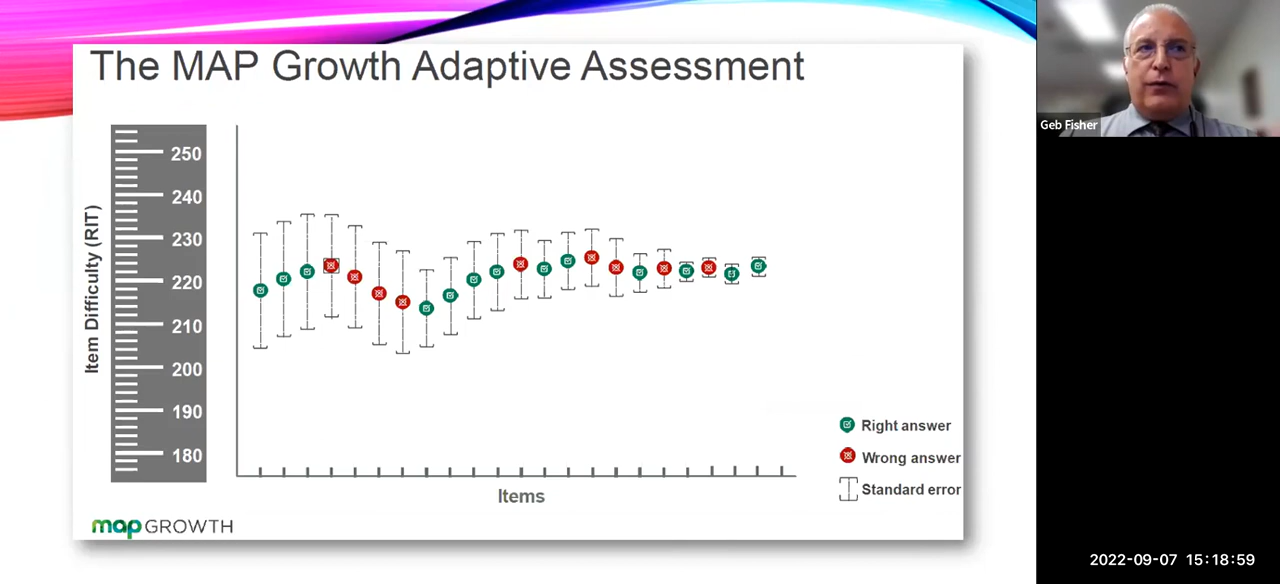 The MAP Growth Adaptive Assessment
Geb Fisher
250
240
230
220
210
200
190
180
Item Difficulty (RIT)
Right answer
Wrong answer
Standard error
Items
map GROWTH
2022-09-07 15:18:59